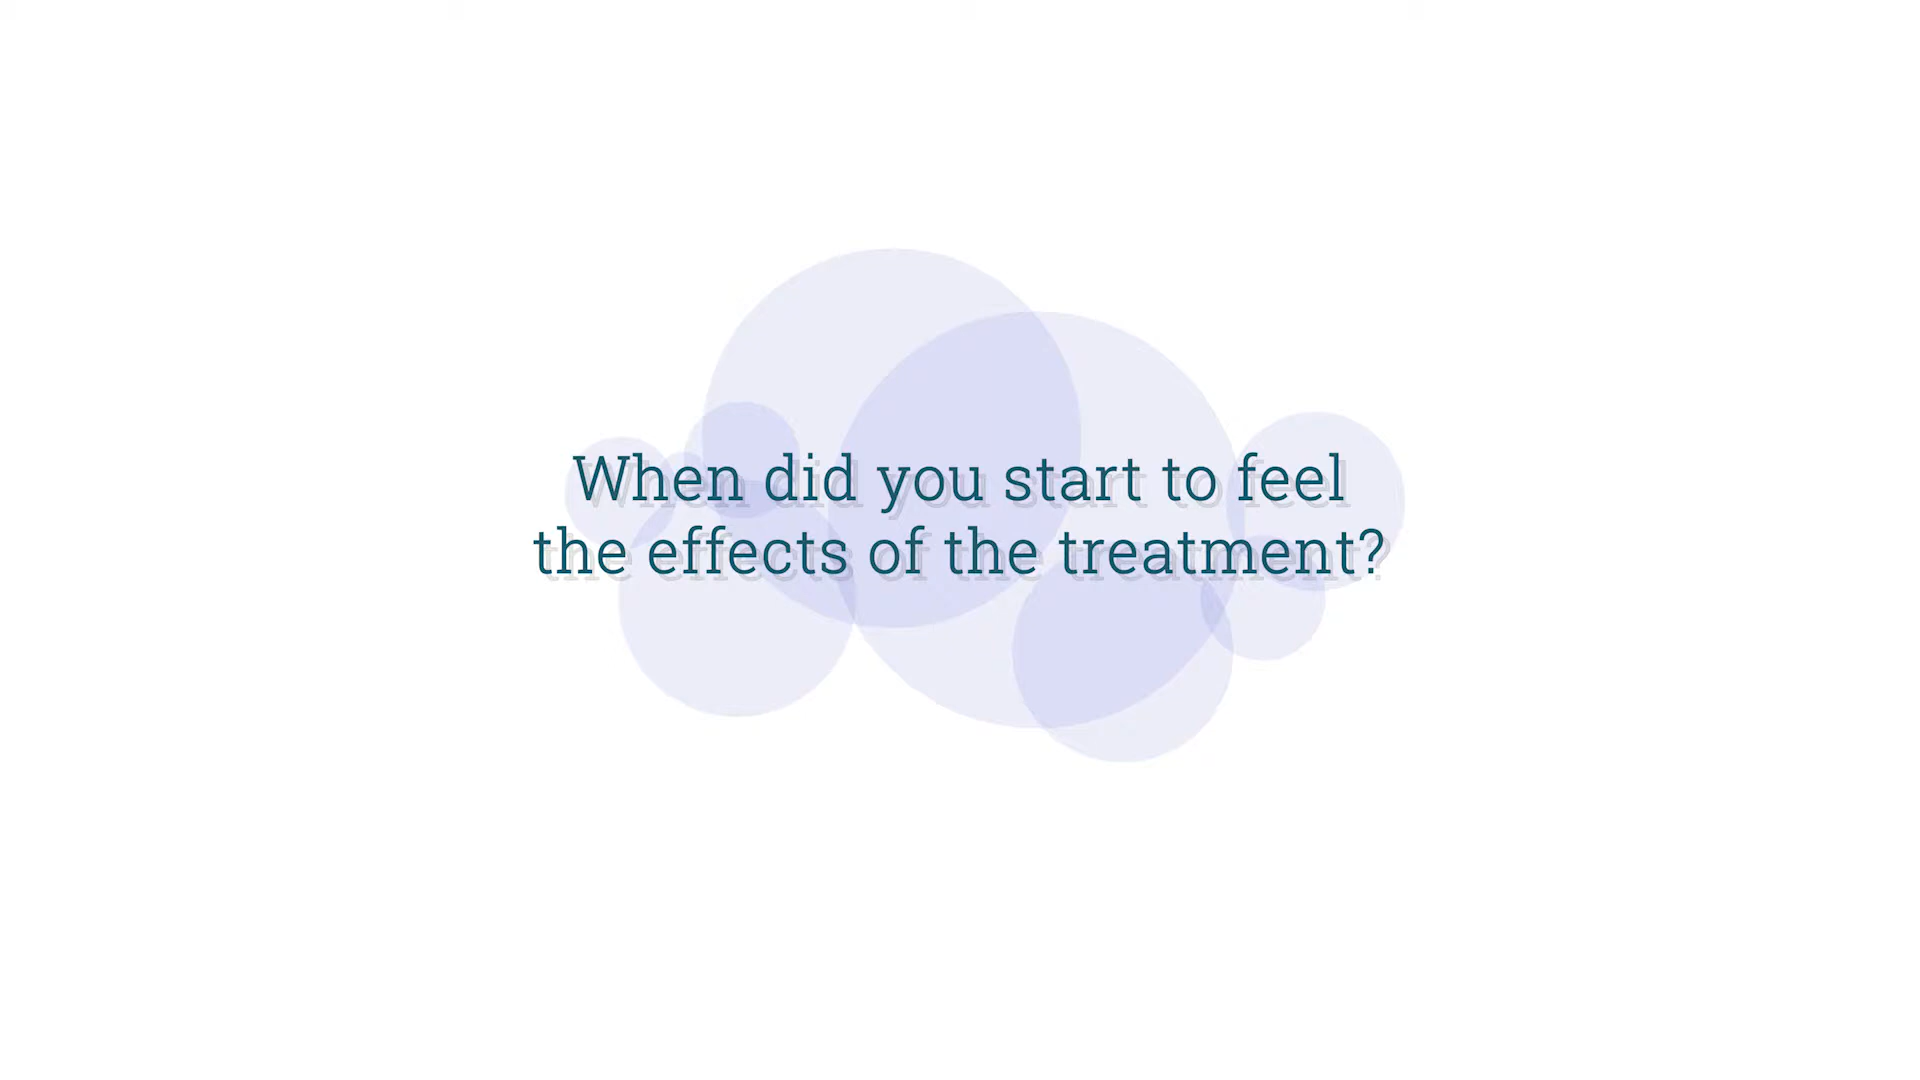 When did you start to feel
the effects of the treatment?